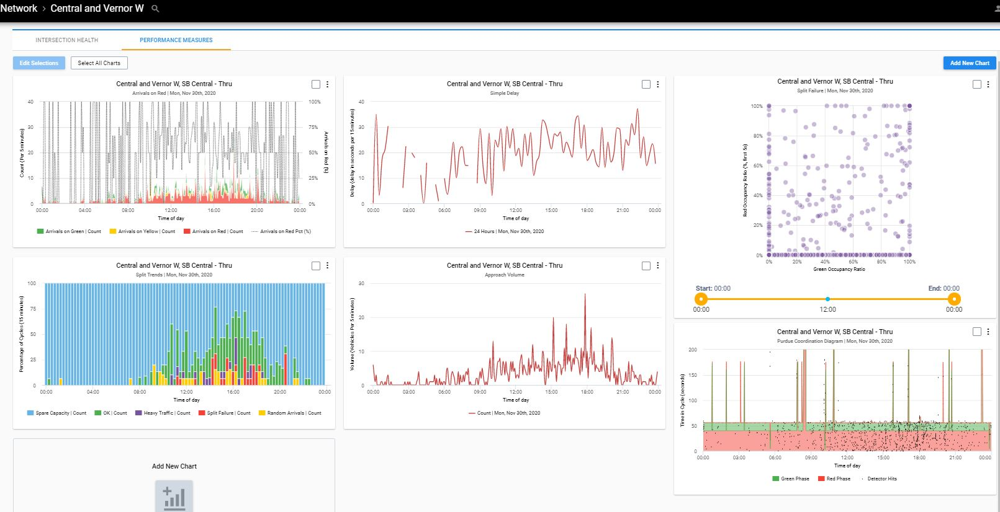 Network > Central and Vernor W
INTERSECTION HEALTH
PERFORMANCE MEASURES
Edit Selections
Select All Charts
Add New Chart
Central and Vernor W, SB Central - Thru
Arrivals on Red | Mon, Nov 30th, 2020
Count (Per 5 minutes)
40
30
20
10
0
100%
75%
50%
25%
0%
Arrivals on Red (%)
00:00 04:00 08:00 12:00 16:00 20:00 00:00
Time of day
Arrivals on Green | Count Arrivals on Yellow | Count Arrivals on Red | Count Arrivals on Red Pct (%)
Central and Vernor W, SB Central - Thru
Simple Delay
Delay (delay in seconds per 15 minutes)
40
30
20
10
0
00:00 03:00 06:00 09:00 12:00 15:00 18:00 21:00 00:00
Time of day
24 Hours | Mon, Nov 30th, 2020
Central and Vernor W, SB Central - Thru
Split Failure | Mon, Nov 30th, 2020
Red Occupancy Ratio (%, first 5s)
100%
80%
60%
40%
20%
0%
0% 20% 40% 60% 80% 100%
Green Occupancy Ratio
Start: 00:00 End: 00:00
00:00 12:00 00:00
Central and Vernor W, SB Central - Thru
Split Trends | Mon, Nov 30th, 2020
Percentage of Cycles (15 minutes)
100
75
50
25
0
00:00 04:00 08:00 12:00 16:00 20:00 00:00
Time of day
Spare Capacity | Count OK | Count Heavy Traffic | Count Split Failure | Count Random Arrivals | Count
Central and Vernor W, SB Central - Thru
Approach Volume
Volume (Vehicles Per 5 minutes)
30
20
10
0
00:00 03:00 06:00 09:00 12:00 15:00 18:00 21:00 00:00
Time of day
Count | Mon, Nov 30th, 2020
Central and Vernor W, SB Central - Thru
Purdue Coordination Diagram | Mon, Nov 30th, 2020
Time in Cycle (seconds)
200
150
100
50
0
00:00 03:00 06:00 09:00 12:00 15:00 18:00 21:00 00:00
Time of day
Green Phase Red Phase Detector Hits
Add New Chart